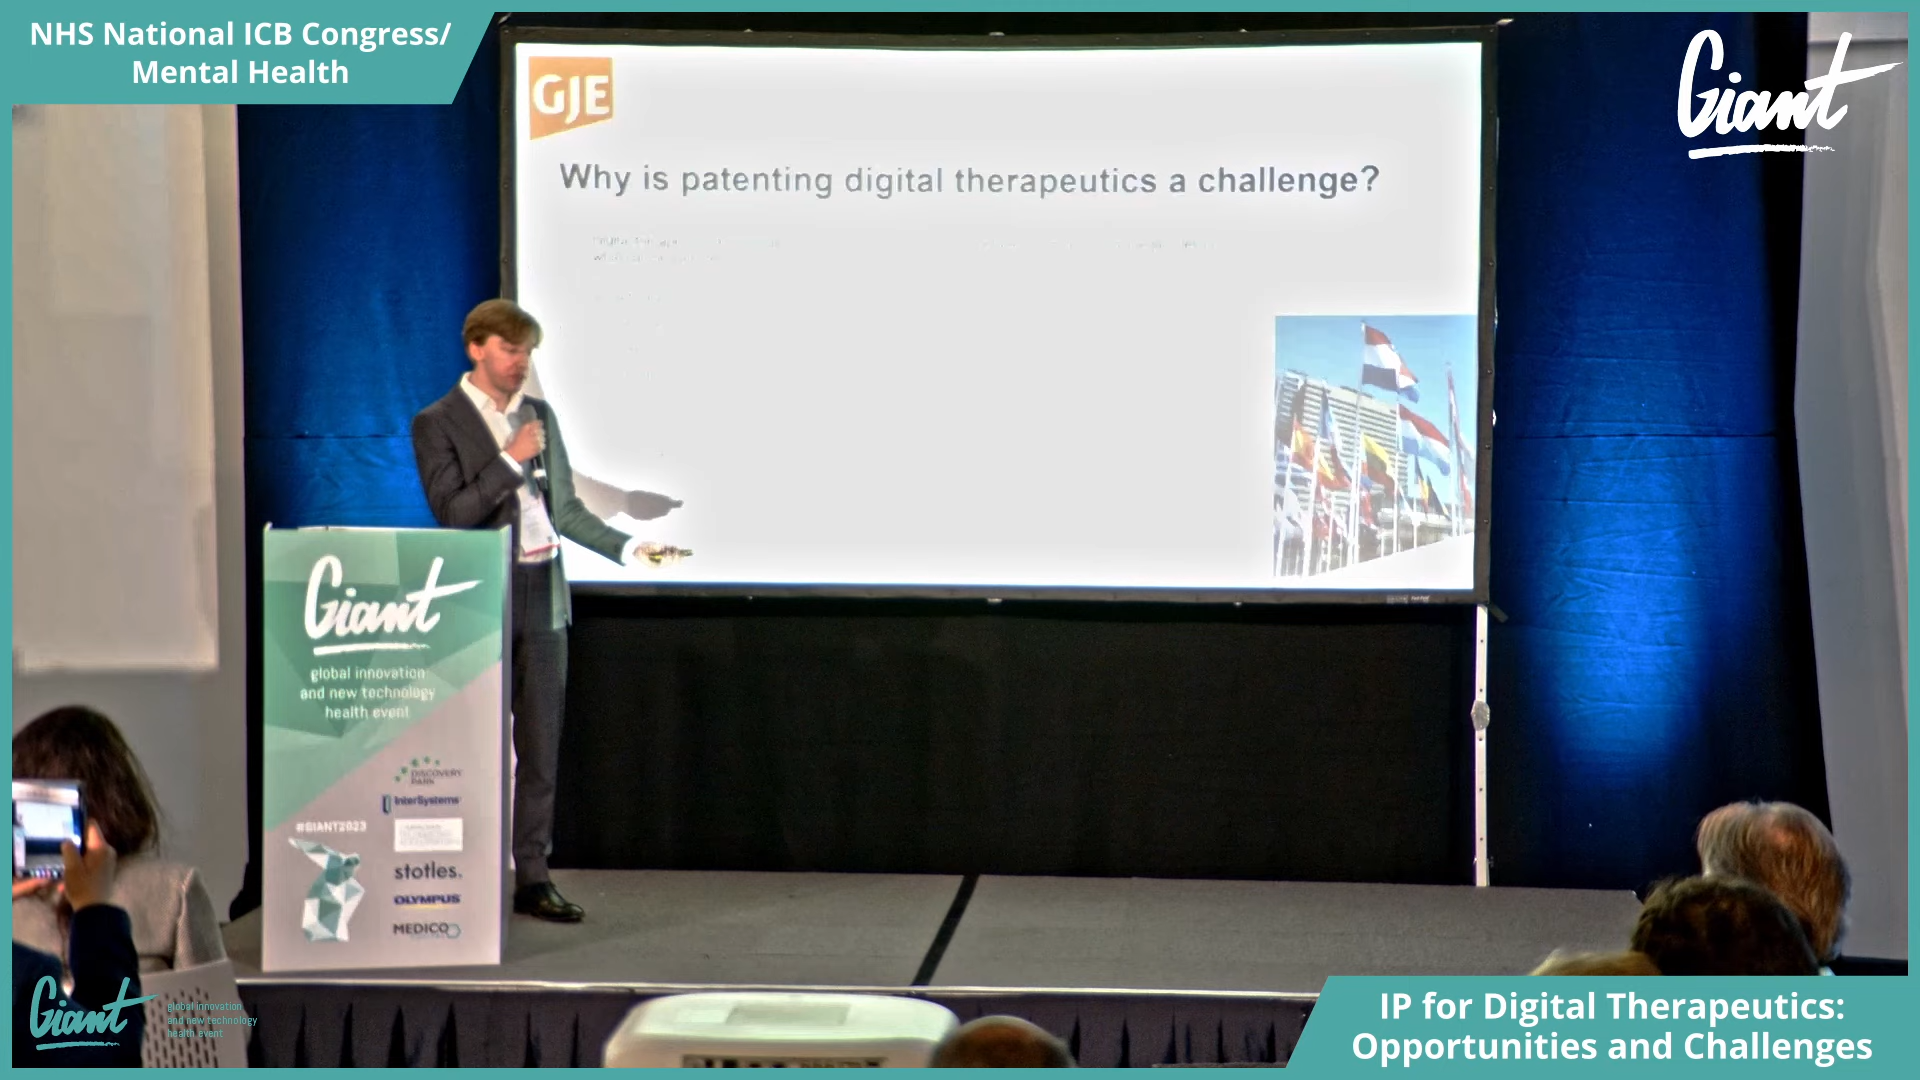 NHS National ICB Congress/
Mental Health
Giant
GJE
Why is patenting digital therapeutics a challenge?
Giant
global innovation
and new technology
health event
DISCOVERY
PARK
InterSystems
#GIANT2023
stotles.
OLYMPUS
MEDICO
Giant
global innovation
and new technology
health event
IP for Digital Therapeutics:
Opportunities and Challenges